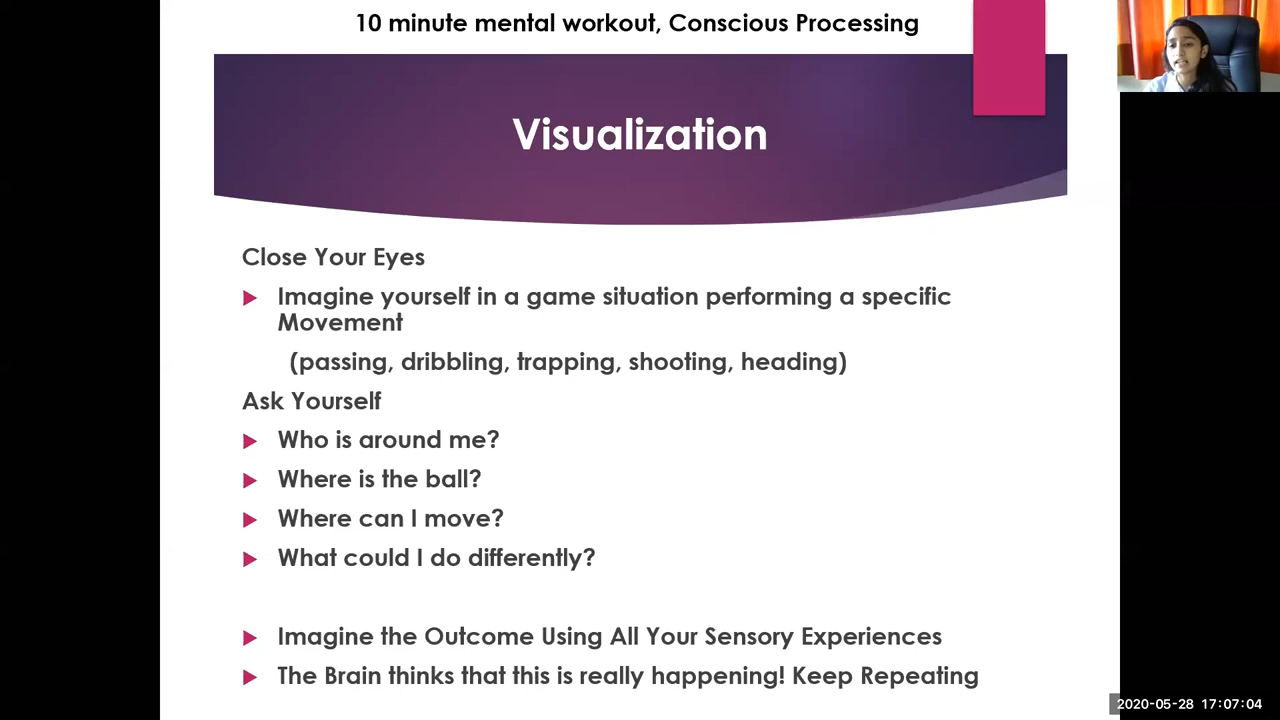 10 minute mental workout, Conscious Processing
Visualization
Close Your Eyes
Imagine yourself in a game situation performing a specific
Movement
(passing, dribbling, trapping, shooting, heading)
Ask Yourself
Who is around me?
Where is the ball?
Where can I move?
What could I do differently?
Imagine the Outcome Using All Your Sensory Experiences
The Brain thinks that this is really happening! Keep Repeating
2020-05-28 17:07:04